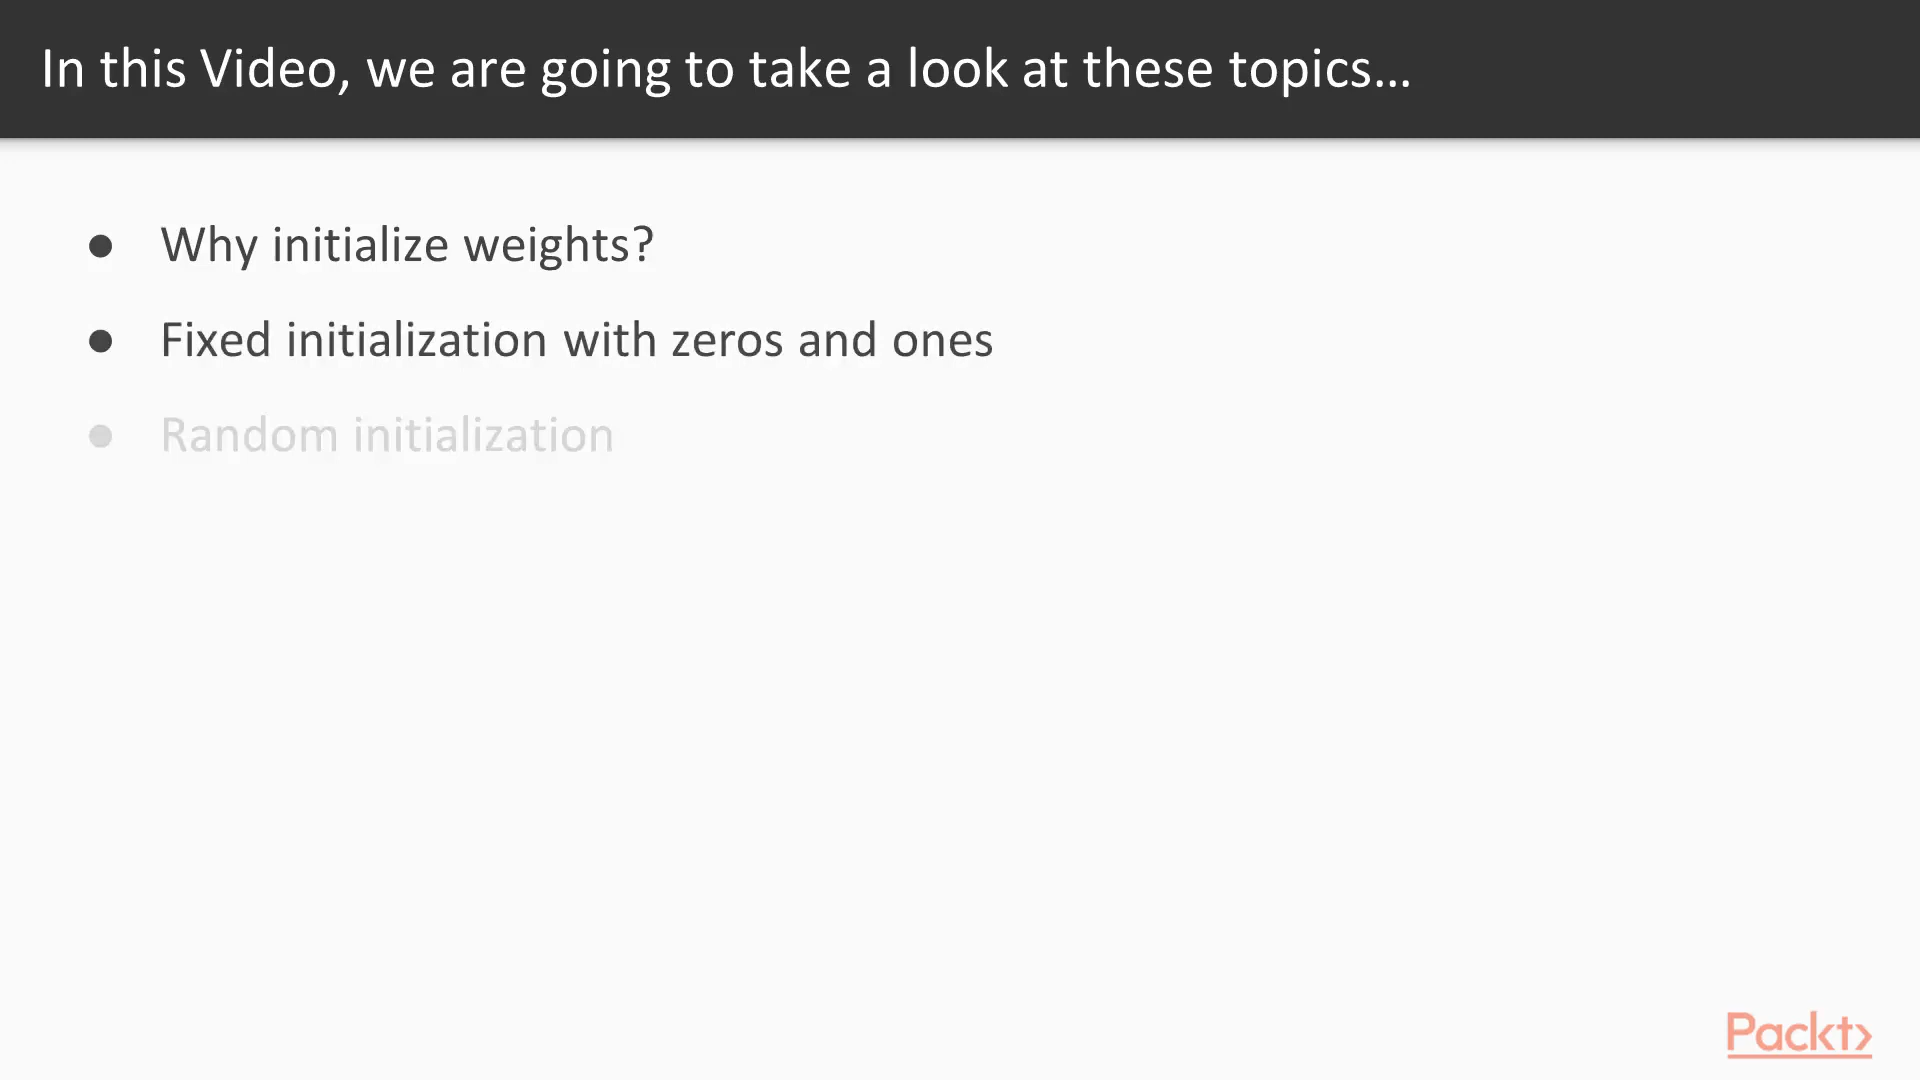 In this Video, we are going to take a look at these topics...
● Why initialize weights?
● Fixed initialization with zeros and ones
● Random initialization
Packt>